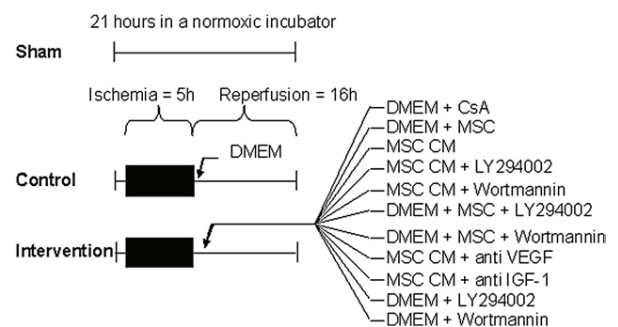 21 hours in a normoxic incubator
Sham
Ischemia = 5h Reperfusion = 16h
DMEM
Control
Intervention
DMEM + CsA
DMEM + MSC
MSC CM
MSC CM + LY294002
MSC CM + Wortmannin
DMEM + MSC + LY294002
DMEM + MSC + Wortmannin
MSC CM + anti VEGF
MSC CM + anti IGF-1
DMEM + LY294002
DMEM + Wortmannin